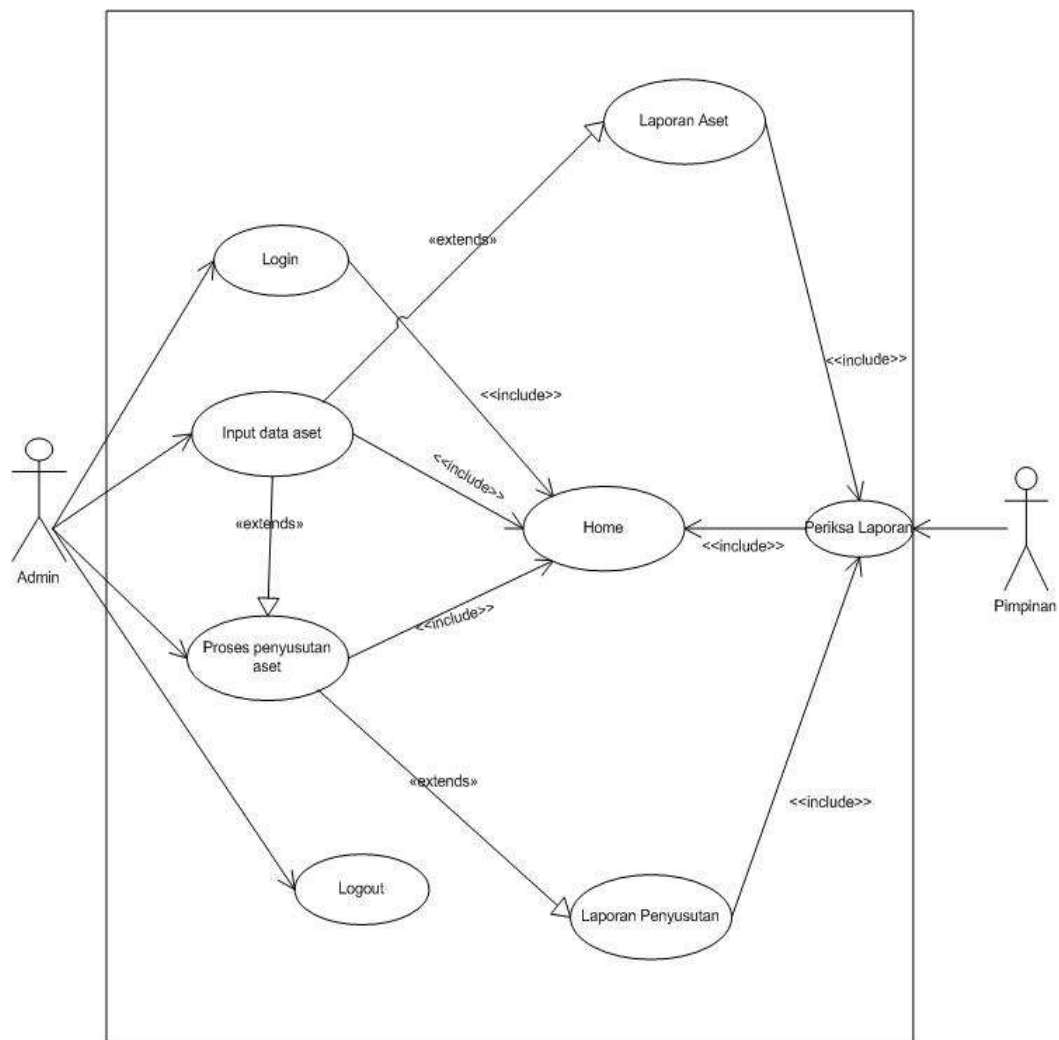 Laporan Aset
«extends»
Login
<<include>>
<<include>>
Input data aset
<<include>>
«extends»
Home
Periksa Laporan
<<include>>
Admin
Pimpinan
<<include>>
Proses penyusutan
aset
«extends»
<<include>>
Logout
Laporan Penyusutan